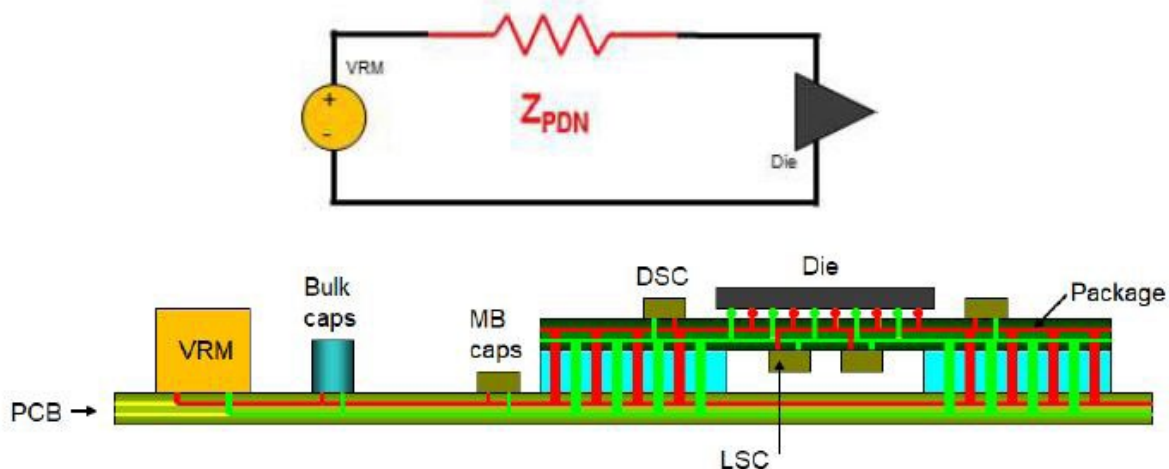 VRM
+
-
Z_PDN
Die
Bulk
caps
VRM
MB
caps
DSC
Die
Package
PCB
LSC